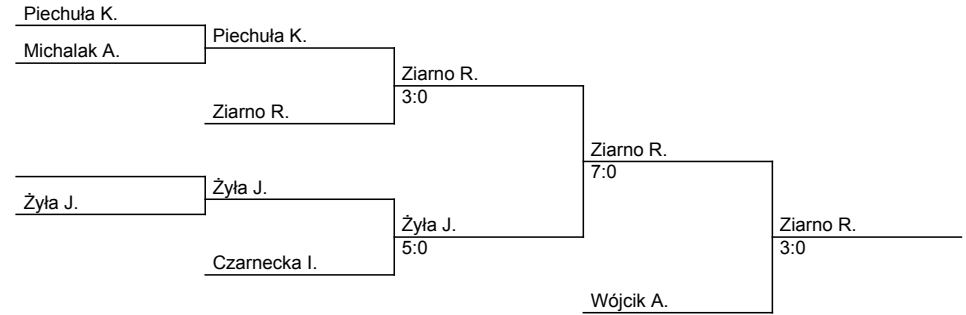 Piechuła K.
Piechuła K.
Michalak A.
Ziarno R.
3:0
Ziarno R.
Ziarno R.
7:0
Żyła J.
Żyła J.
Żyła J.
5:0
Ziarno R.
3:0
Czarnecka I.
Wójcik A.